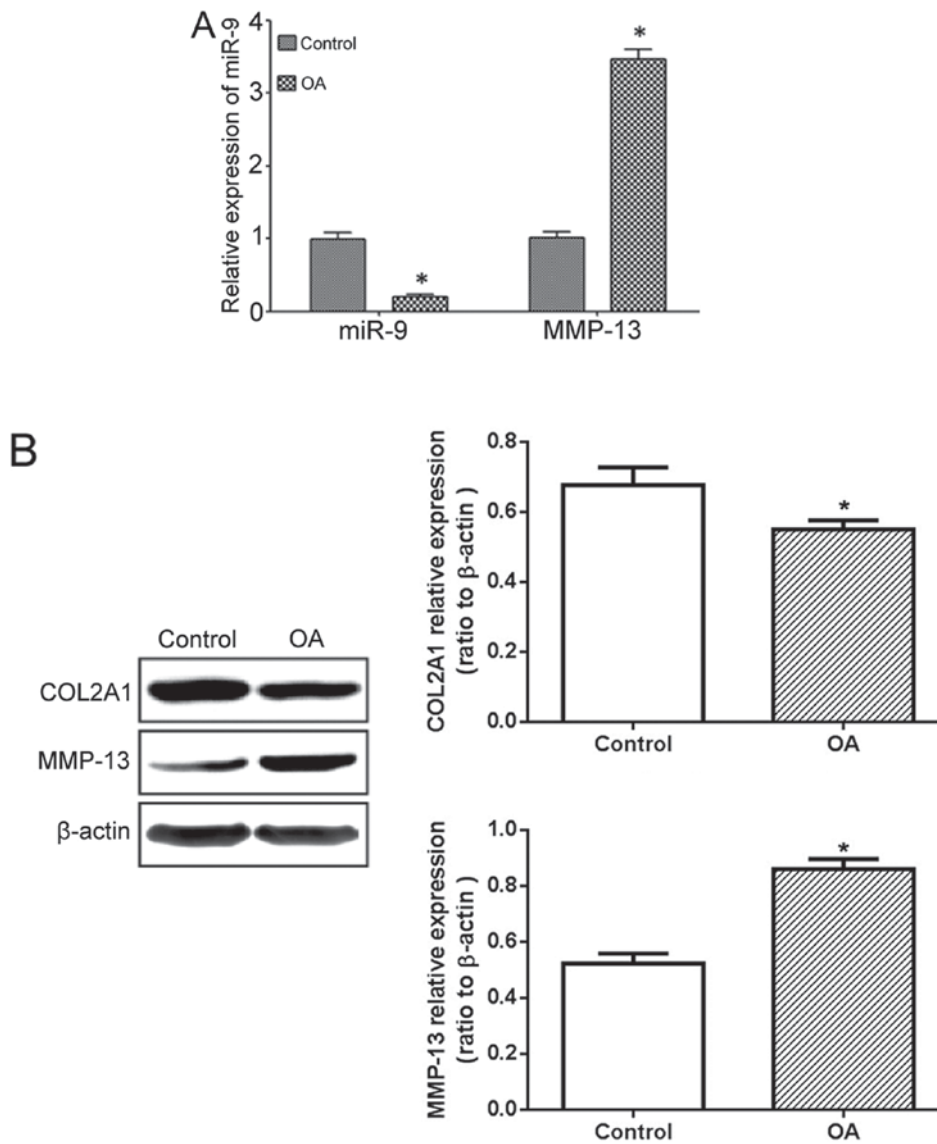 A
Relative expression of miR-9
4
3
2
1
0
Control
OA
*
*
miR-9
MMP-13
B
Control OA
COL2A1
MMP-13
β-actin
COL2A1 relative expression
(ratio to β-actin )
0.8
0.6
0.4
0.2
0.0
*
Control OA
MMP-13 relative expression
(ratio to β-actin )
1.0
0.8
0.6
0.4
0.2
0.0
*
Control OA